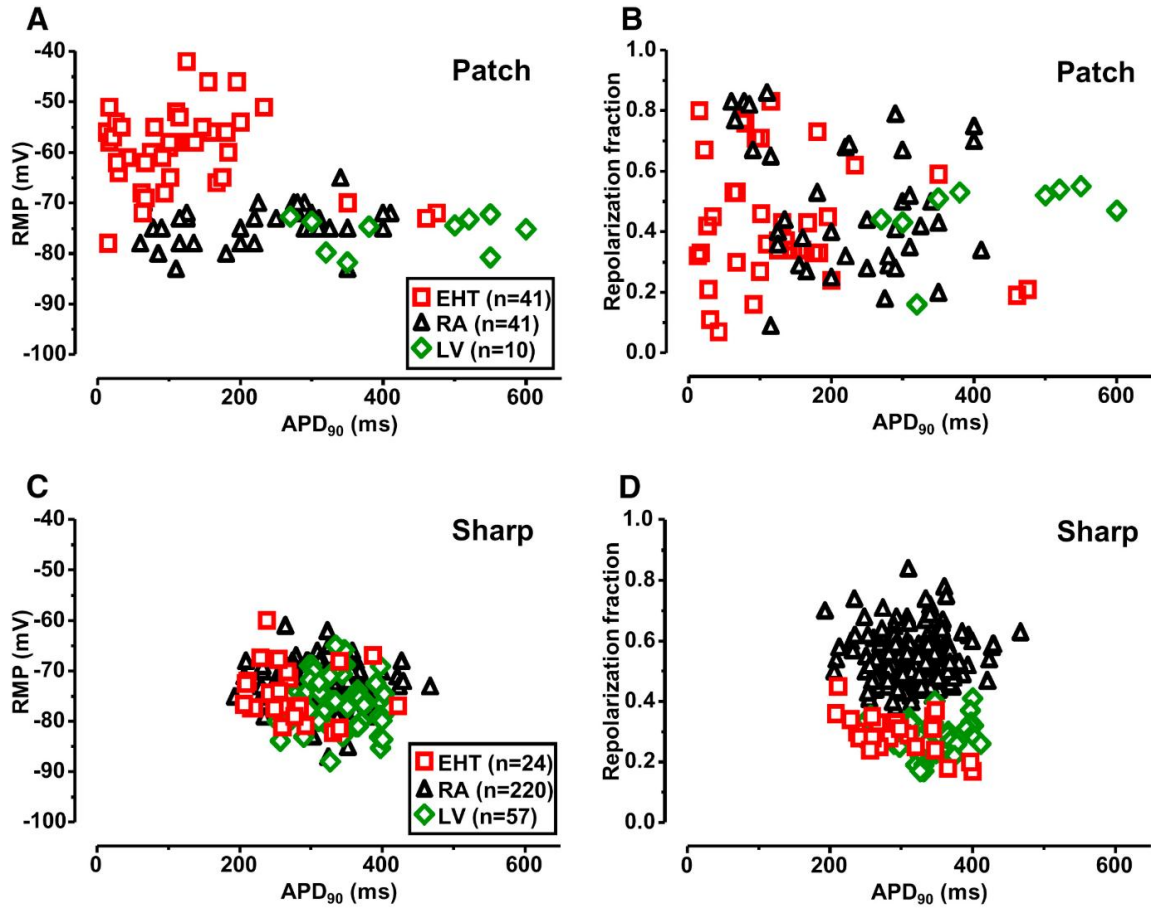 A
Patch
RMP (mV)
-40
-50
-60
-70
-80
-90
-100
EHT (n=41)
RA (n=41)
LV (n=10)
0 200 400 600
APD90 (ms)
B
Patch
Repolarization fraction
1.0
0.8
0.6
0.4
0.2
0.0
0 200 400 600
APD90 (ms)
C
Sharp
RMP (mV)
-40
-50
-60
-70
-80
-90
-100
EHT (n=24)
RA (n=220)
LV (n=57)
0 200 400 600
APD90 (ms)
D
Sharp
Repolarization fraction
1.0
0.8
0.6
0.4
0.2
0.0
0 200 400 600
APD90 (ms)